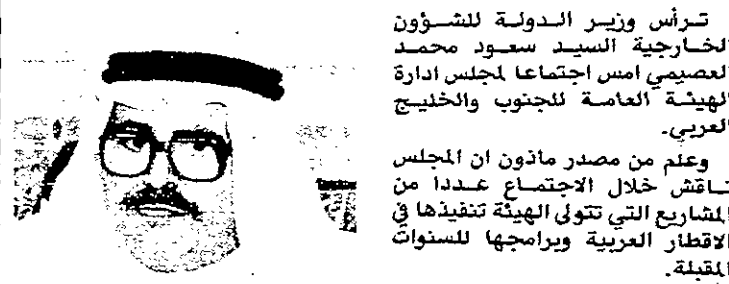 ترأس وزير الدولة للشؤون
الخارجية السيد سعود محمد
العصيمي امس اجتماعا لمجلس ادارة
الهيئة العامة للجنوب والخليج
العربي.
وعلم من مصدر ماذون ان المجلس
ناقش خلال الاجتماع عددا من
المشاريع التي تتولى الهيئة تنفيذها في
الاقطار العربية وبرامجها للسنوات
المقبلة.